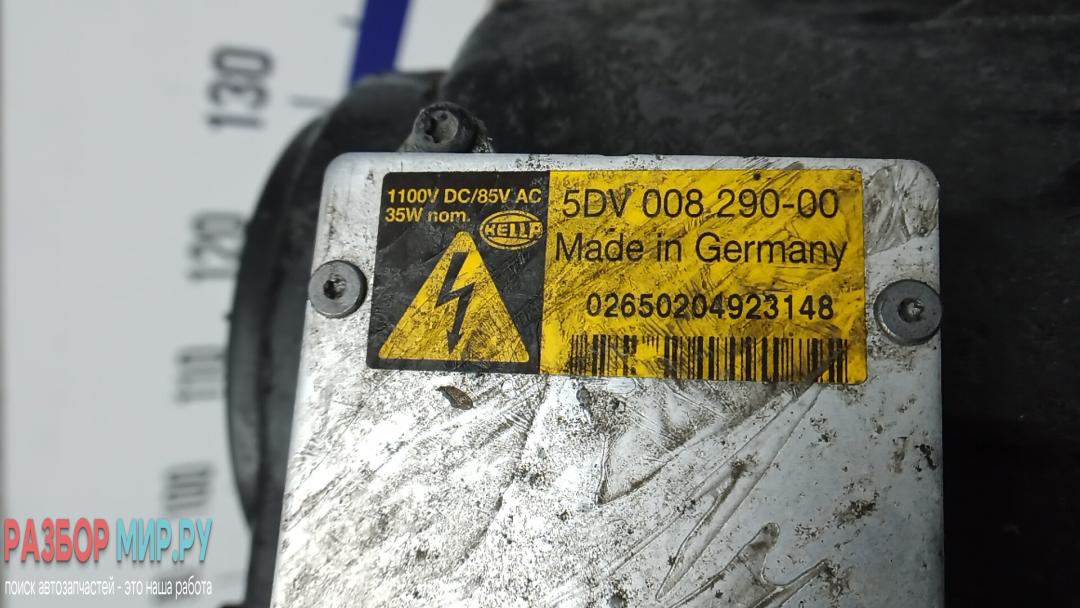 130
120
110
100
1100V DC/85V AC
35W nom.
HELLA
5DV 008 290-00
Made in Germany
02650204923148
РАЗБОР МИР.РУ
поиск автозапчастей - это наша работа